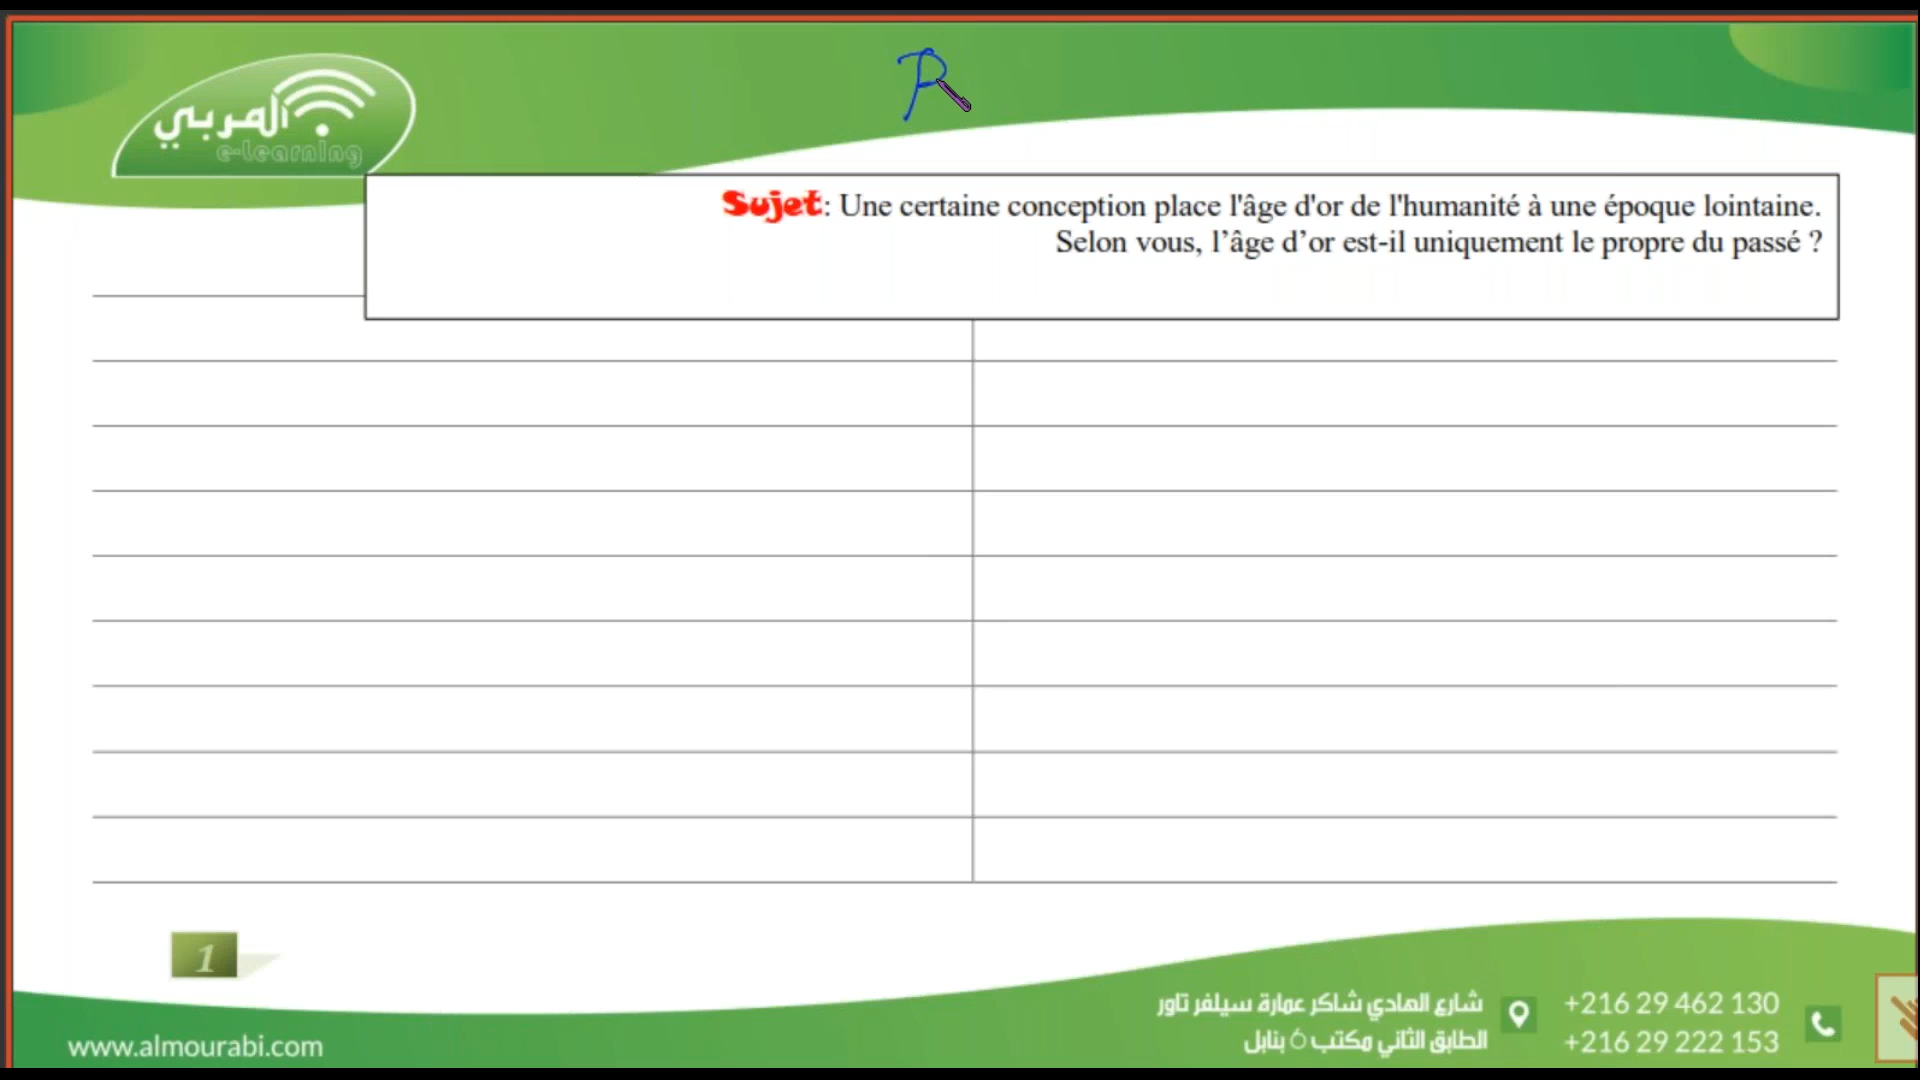 المربي
e-learning
Sujet: Une certaine conception place l'âge d'or de l'humanité à une époque lointaine.
Selon vous, l’âge d’or est-il uniquement le propre du passé ?
1
www.almourabi.com
شارع الهادي شاكر عمارة سيلفر تاور
الطابق الثاني مكتب 6 بنابل
+216 29 462 130
+216 29 222 153